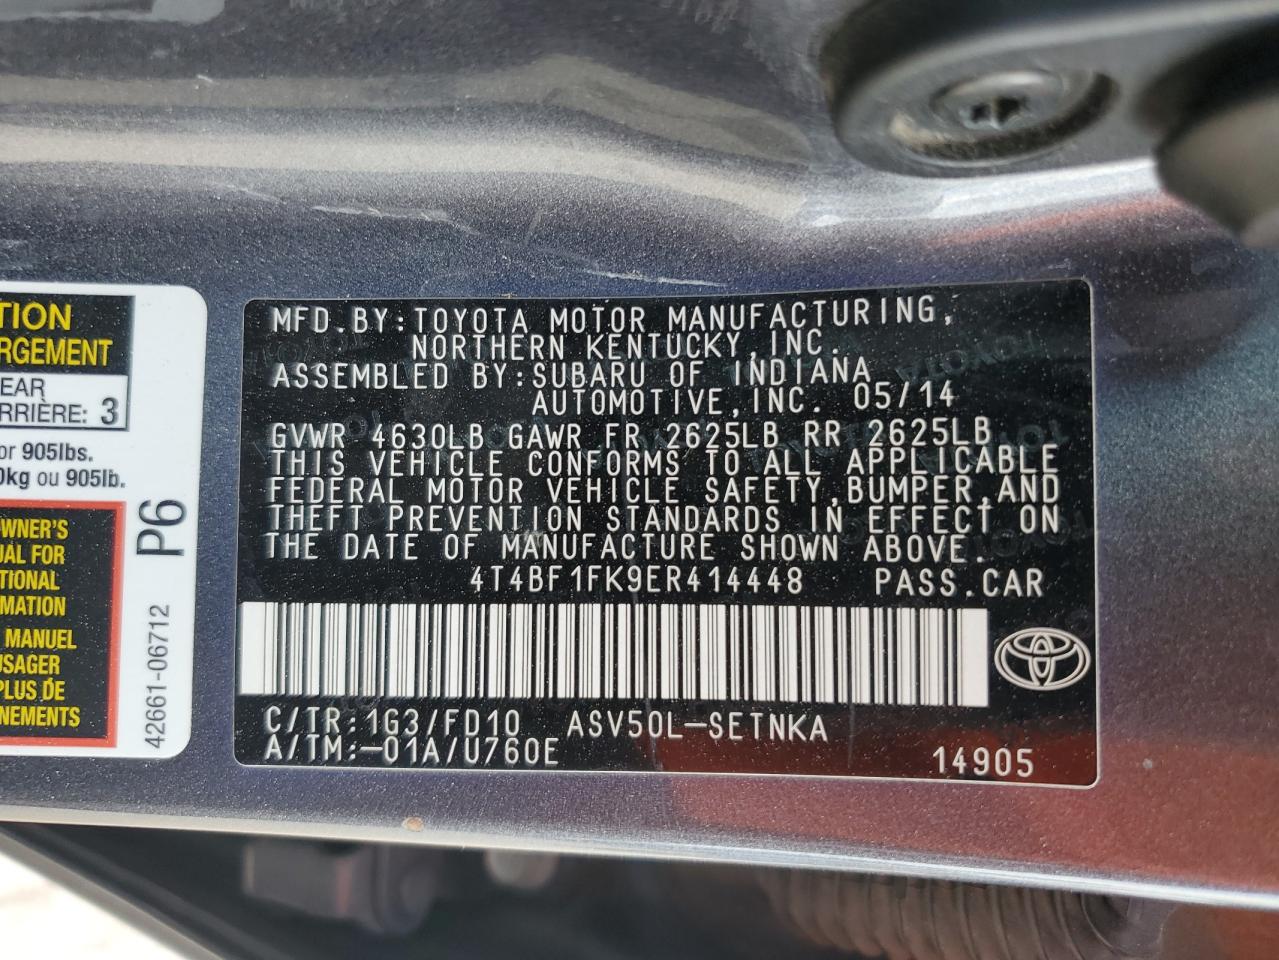 TION
RGEMENT
EAR
RRIÈRE: 3
or 905lbs.
0kg ou 905lb.
OWNER'S
UAL FOR
TIONAL
MATION
MANUEL
USAGER
PLUS DE
NEMENTS
P6
42661-06712
MFD.BY:TOYOTA MOTOR MANUFACTURING,
NORTHERN KENTUCKY,INC.
ASSEMBLED BY:SUBARU OF INDIANA
AUTOMOTIVE,INC. 05/14
GVWR 4630LB GAWR FR 2625LB RR 2625LB
THIS VEHICLE CONFORMS TO ALL APPLICABLE
FEDERAL MOTOR VEHICLE SAFETY,BUMPER,AND
THEFT PREVENTION STANDARDS IN EFFECT ON
THE DATE OF MANUFACTURE SHOWN ABOVE.
4T4BF1FK9ER414448 PASS.CAR
C/TR:1G3/FD10 ASV50L-SETNKA
A/TM:-01A/U760E
14905